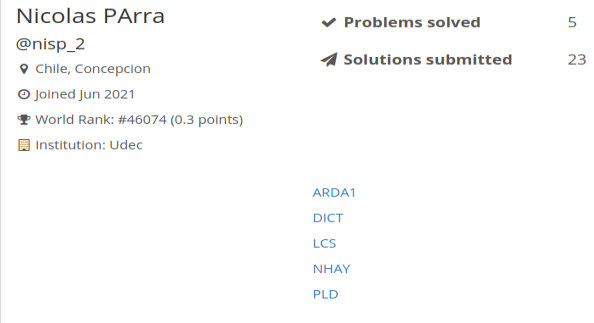 Nicolas PArra
@nisp_2
Chile, Concepcion
Joined Jun 2021
World Rank: #46074 (0.3 points)
Institution: Udec
Problems solved 5
Solutions submitted 23
ARDA1
DICT
LCS
NHAY
PLD